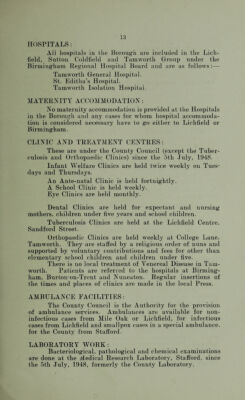 13
HOSPITALS:
All hospitals in the Borough are included in the Lich-
field, Sutton Coldfield and Tamworth Group under the
Birmingham Regional Hospital Board and are as follows:—
Tamworth General Hospital.
St. Editha's Hospital.
Tamworth Isolation Hospital.
MATERNITY ACCOMMODATION:
No maternity accommodation is provided at the Hospitals
in the Borough and any cases for whom hospital accommoda-
tion is considered necessary have to go either to Lichfield or
Birmingham.
CLINIC AND TREATMENT CENTRES:
These are under the County Council (except the Tuber-
culosis and Orthopaedic Clinics) since the 5th July, 1948.
Infant Welfare Clinics are held twice weekly on Tues-
days and Thursdays.
An Ante-natal Clinic is held fortnightly.
A School Clinic is held weekly.
Eye Clinics are held monthly.
Dental Clinics are held for expectant and nursing
mothers, children under five years and school children.
Tuberculosis Clinics are held at the Lichfield Centre,
Sandford Street.
Orthopaedic Clinics are held weekly at College Lane,
Tamworth. They are staffed by a religious order of nuns and
supported by voluntary contributions and fees for other than
elementary school children and children under five.
There is no local treatment of Venereal Disease in Tam-
worth. Patients are referred to the hospitals at Birming-
ham, Burton-on-Trent and Nuneaton. Regular insertions of
the times and places of clinics are made in the local Press.
AMBULANCE FACILITIES:
The County Council is the Authority for the provision
of ambulance services. Ambulances are available for non-
infectious cases from Mile Oak or Lichfield, for infectious
cases from Lichfield and smallpox cases in a special ambulance,
for the County from Stafford.
LABORATORY WORK:
Bacteriological, pathological and chemical examinations
are done at the Medical Research Laboratory, Stafford, since
the 5th July, 1948, formerly the County Laboratory.